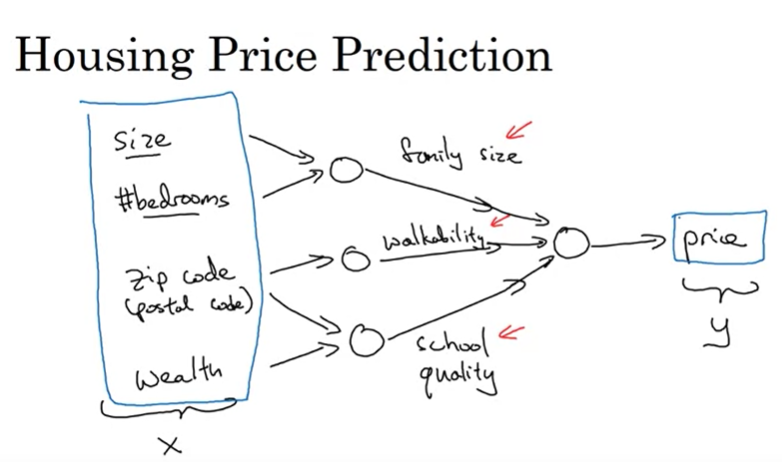 Housing Price Prediction
size
#bedrooms
zip code
(postal code)
wealth
x
family size
walkability
school
quality
price
y